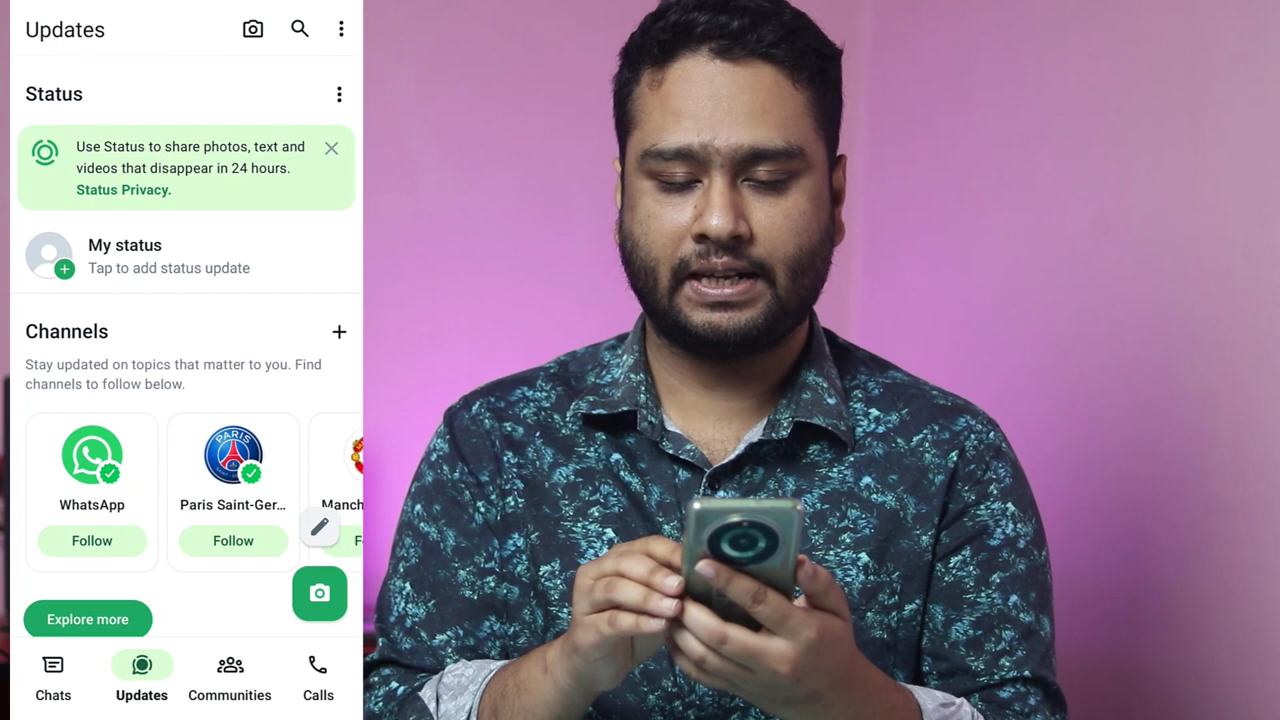 Updates
Status
Use Status to share photos, text and
videos that disappear in 24 hours.
Status Privacy.
My status
Tap to add status update
Channels
Stay updated on topics that matter to you. Find
channels to follow below.
PARIS
WhatsApp
Paris Saint-Ger...
Manch
Follow
Follow
F
Explore more
Chats
Updates
Communities
Calls